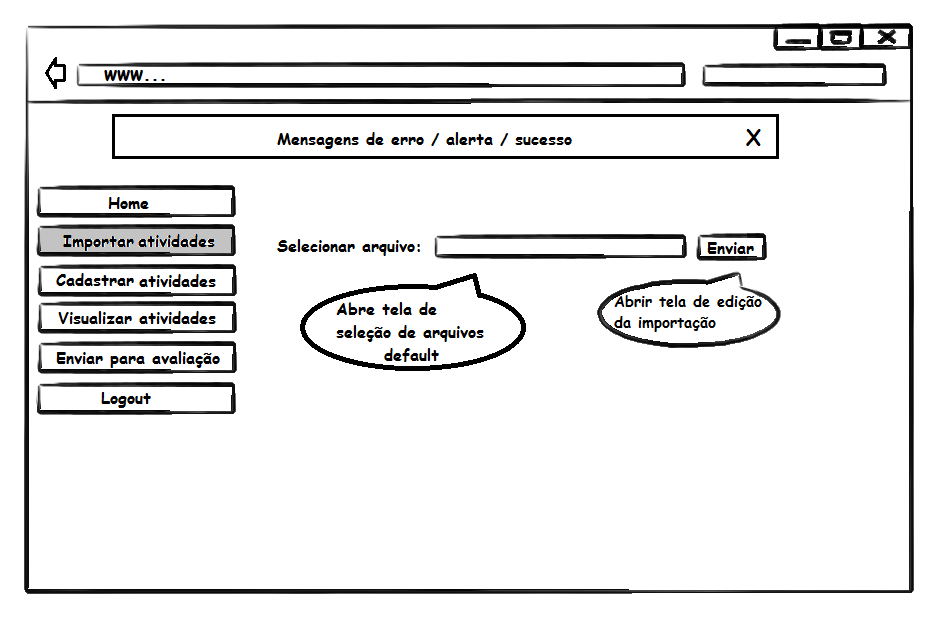 www...
Mensagens de erro / alerta / sucesso X
Home
Importar atividades
Cadastrar atividades
Visualizar atividades
Enviar para avaliação
Logout
Selecionar arquivo:
Enviar
Abre tela de
seleção de arquivos
default
Abrir tela de edição
da importação